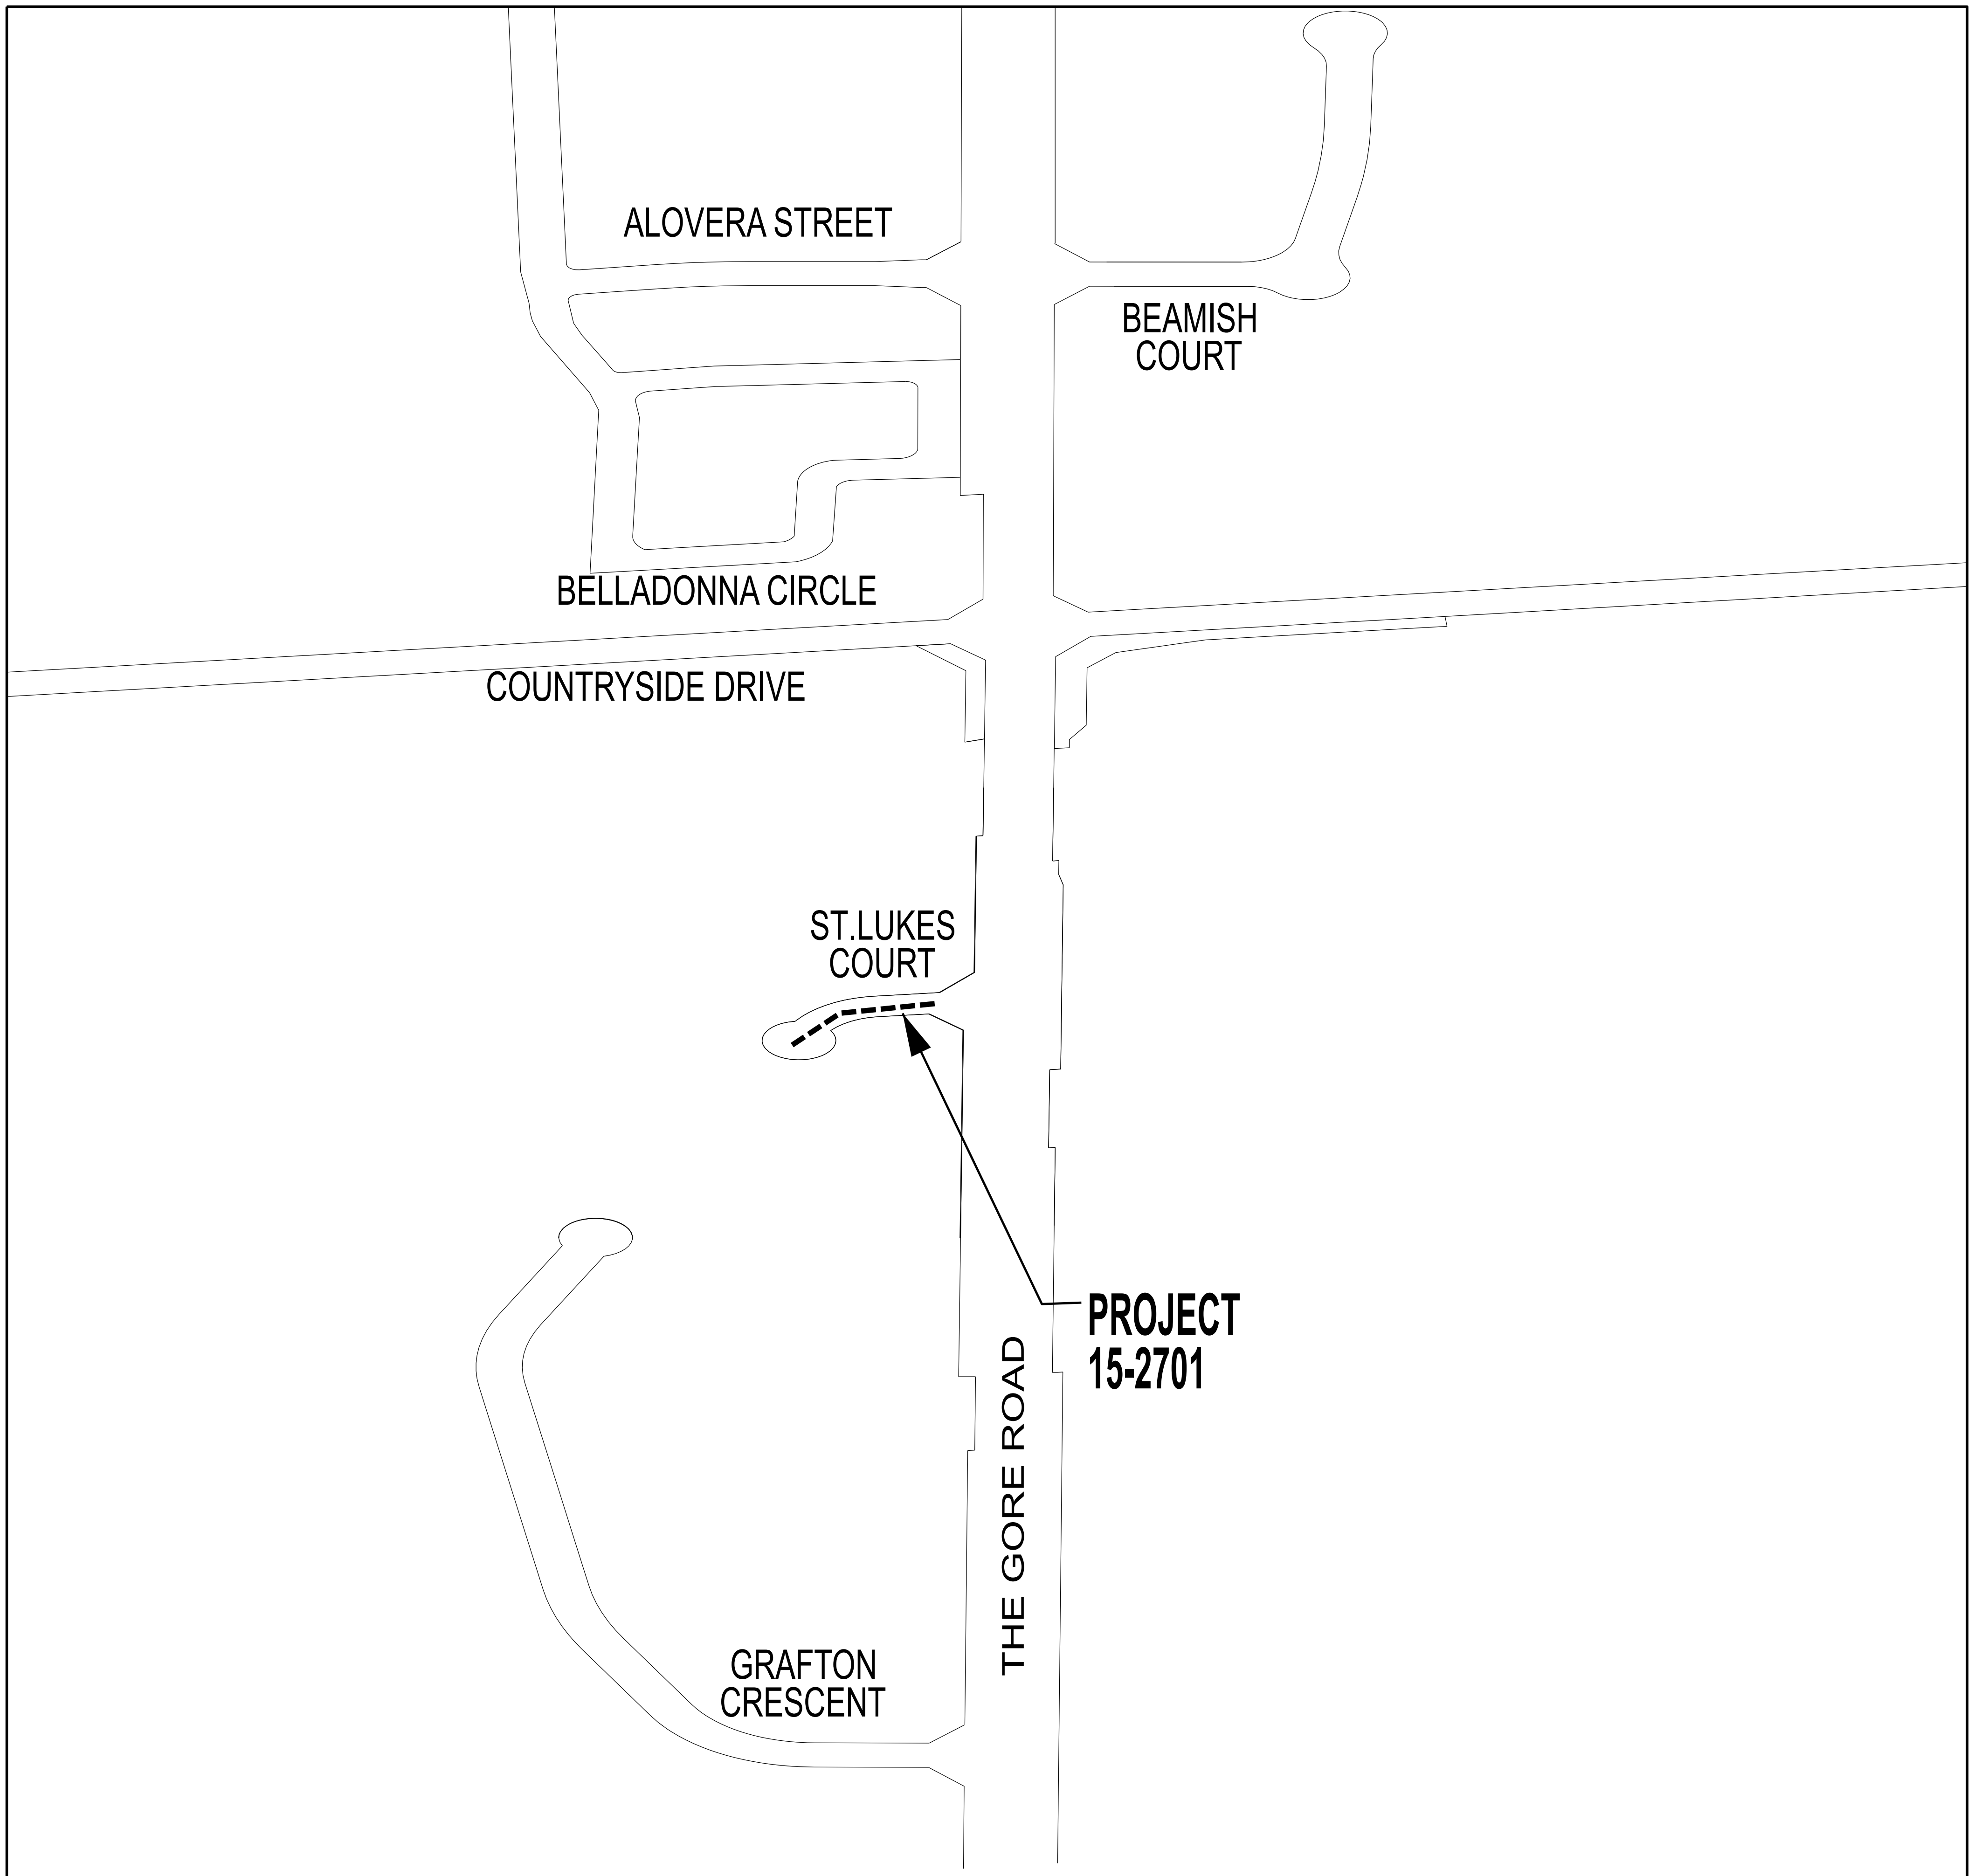 ALOVERA STREET
BEAMISH
COURT
BELLADONNA CIRCLE
COUNTRYSIDE DRIVE
ST.LUKES
COURT
PROJECT
15-2701
THE GORE ROAD
GRAFTON
CRESCENT